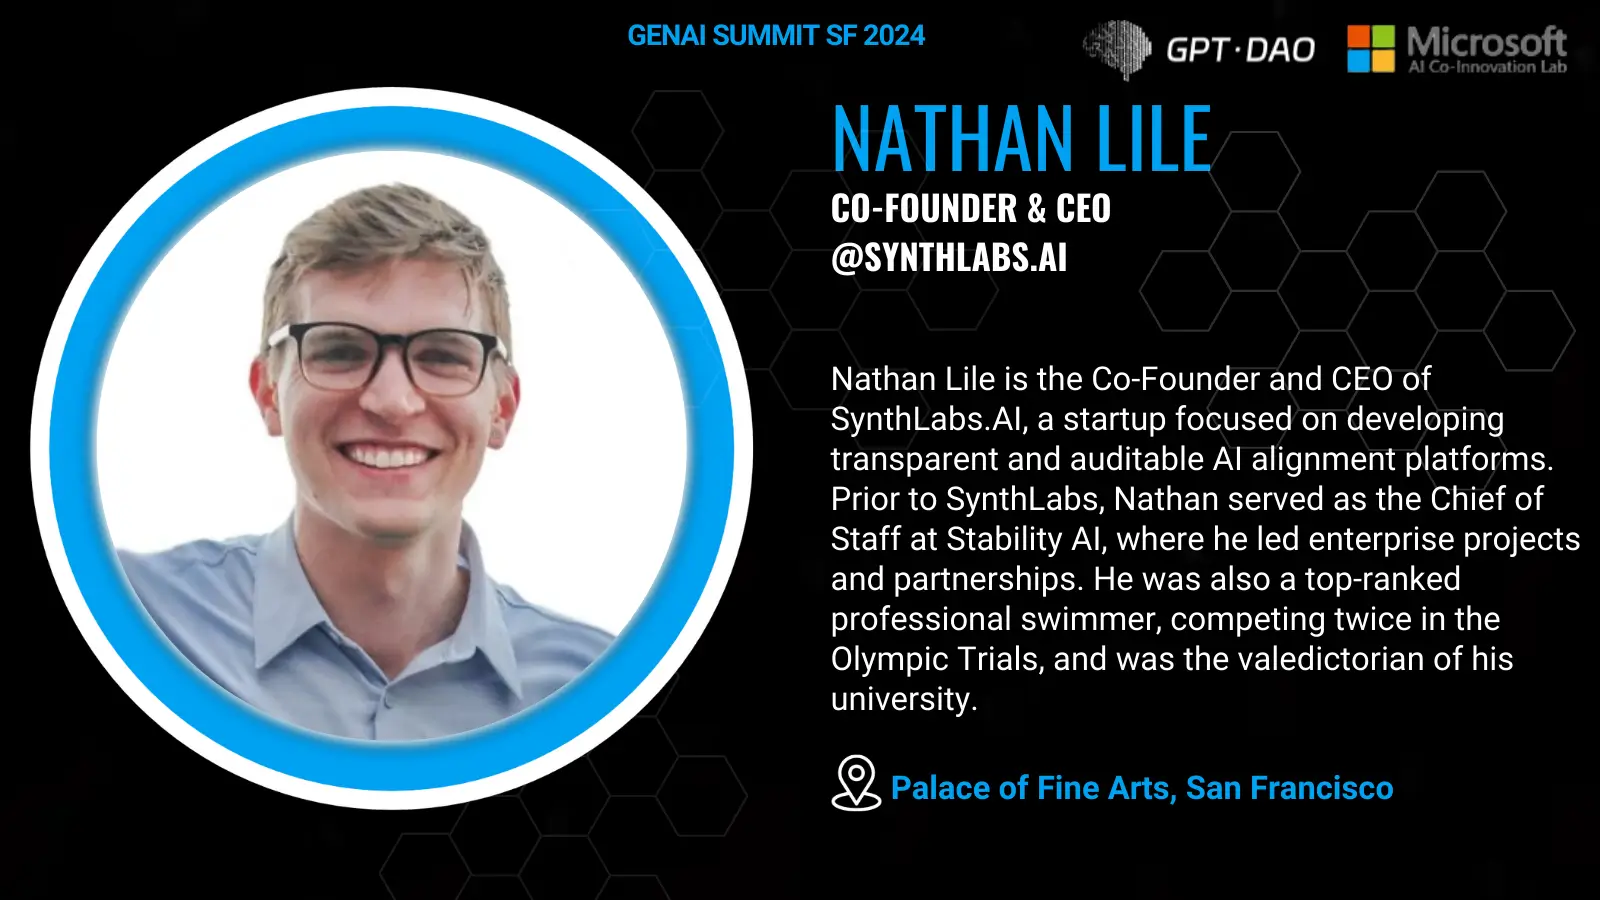 GENAI SUMMIT SF 2024
GPT·DAO
Microsoft
AI Co-Innovation Lab
NATHAN LILE
CO-FOUNDER & CEO
@SYNTHLABS.AI
Nathan Lile is the Co-Founder and CEO of
SynthLabs.AI, a startup focused on developing
transparent and auditable AI alignment platforms.
Prior to SynthLabs, Nathan served as the Chief of
Staff at Stability AI, where he led enterprise projects
and partnerships. He was also a top-ranked
professional swimmer, competing twice in the
Olympic Trials, and was the valedictorian of his
university.
Palace of Fine Arts, San Francisco